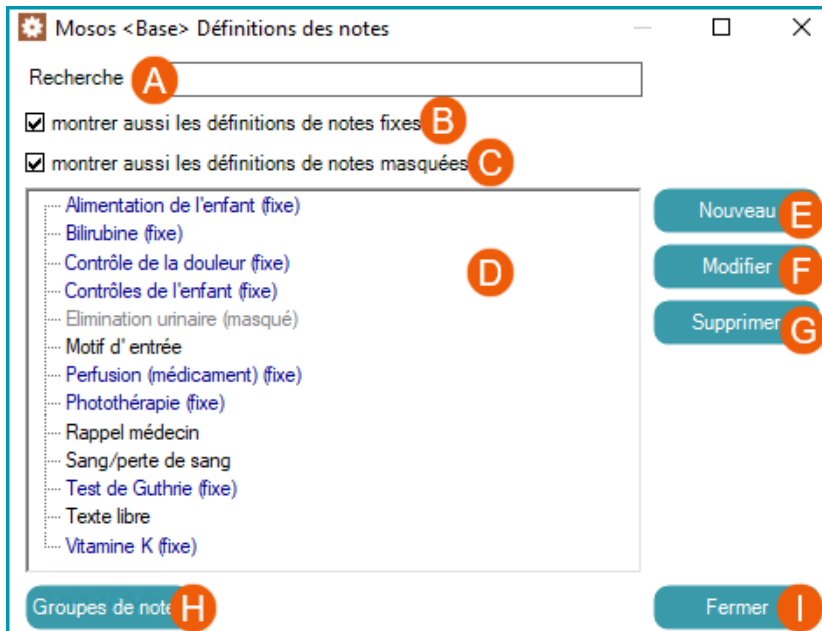 Mosos <Base> Définitions des notes
Recherche A
montrer aussi les définitions de notes fixes B
montrer aussi les définitions de notes masquées C
Alimentation de l'enfant (fixe)
Nouveau E
Bilirubine (fixe)
Contrôle de la douleur (fixe)
D
Modifier F
Contrôles de l'enfant (fixe)
Elimination urinaire (masqué)
Supprimer G
Motif d' entrée
Perfusion (médicament) (fixe)
Photothérapie (fixe)
Rappel médecin
Sang/perte de sang
Test de Guthrie (fixe)
Texte libre
Vitamine K (fixe)
Groupes de note H
Fermer I